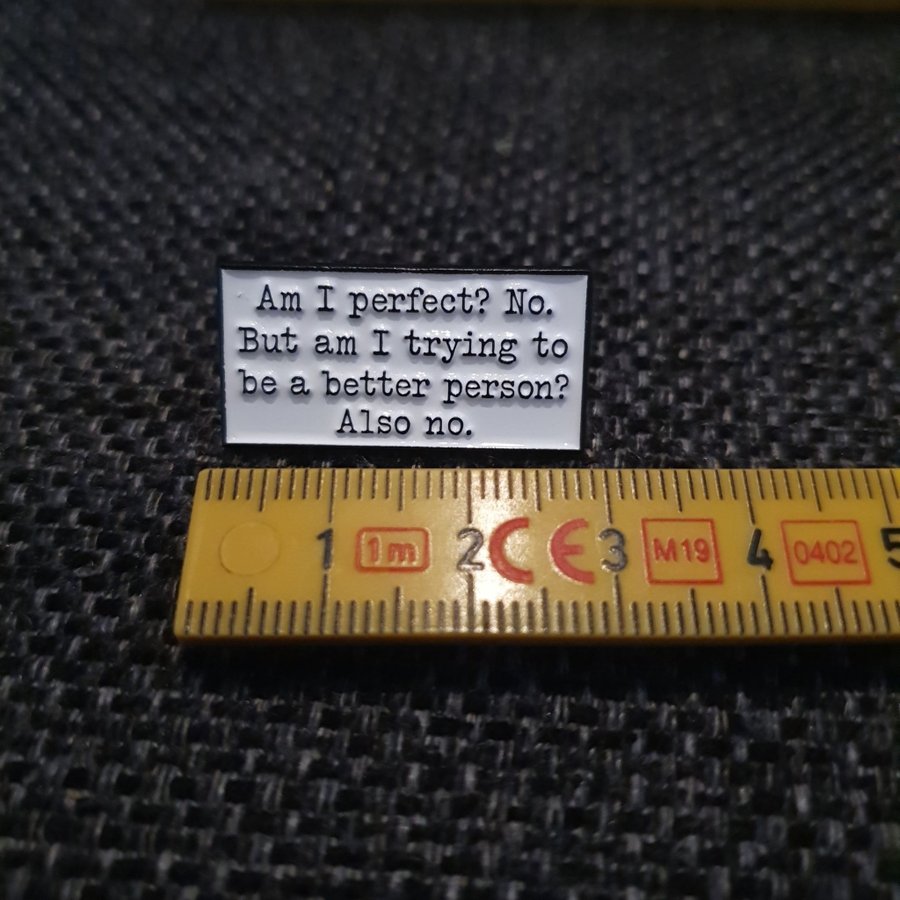 Am I perfect? No.
But am I trying to
be a better person?
Also no.
1 1m 2 CE 3 M19 4 0402 5